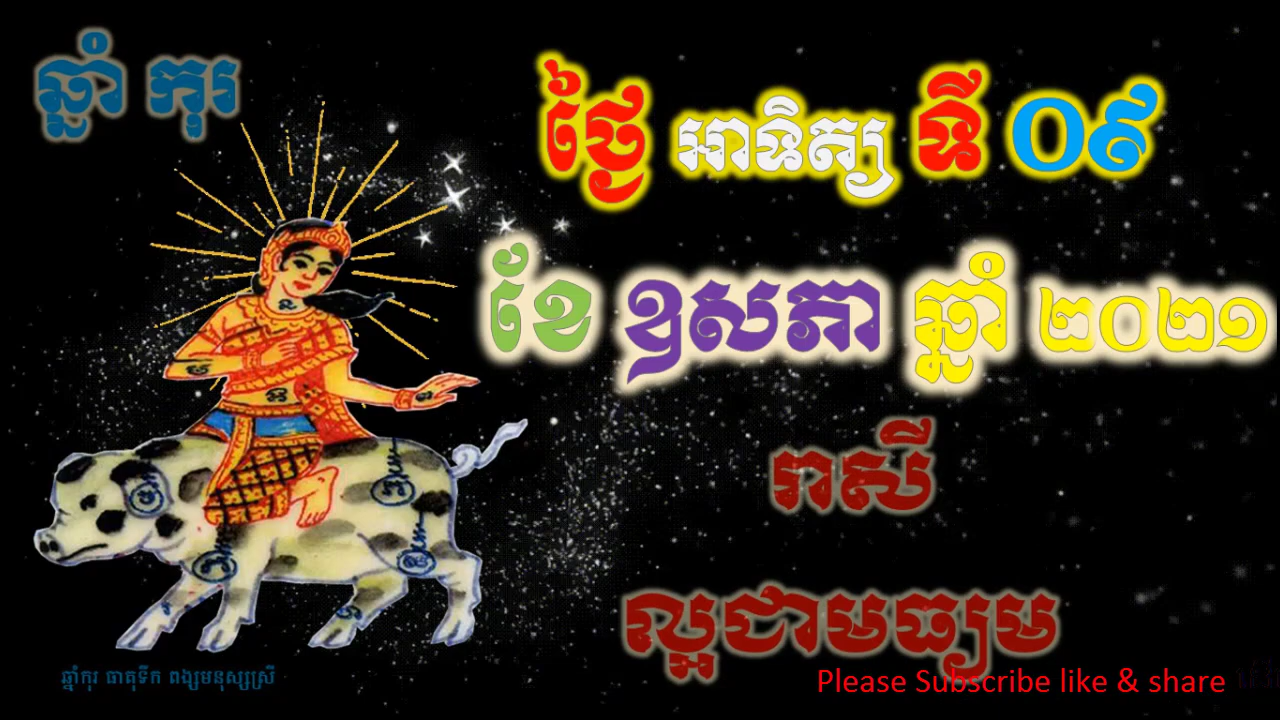 ឆ្នាំ កុរ
ថ្ងៃ អាទិត្យ ទី ០៩
ខែ ឧសភា ឆ្នាំ ២០២១
រាសី
ល្អជាមធ្យម
ឆ្នាំកុរ ធាតុទឹក ពង្សមនុស្សស្រី
Please Subscribe like & share